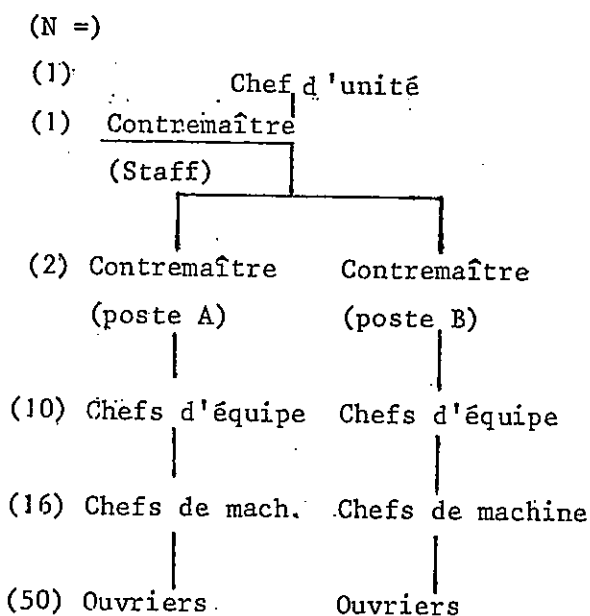 (N =)
(1) Chef d'unité
(1) Contremaître
(Staff)
(2) Contremaître Contremaître
(poste A) (poste B)
(10) Chefs d'équipe Chefs d'équipe
(16) Chefs de mach. Chefs de machine
(50) Ouvriers Ouvriers